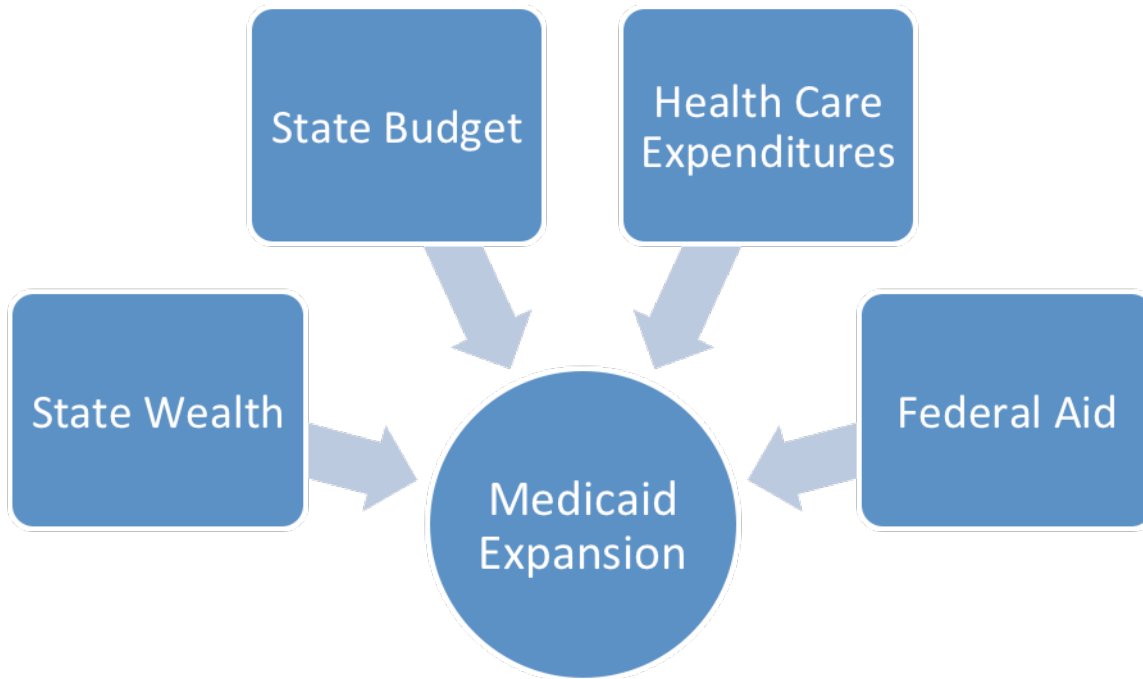 State Budget
Health Care
Expenditures
State Wealth
Federal Aid
Medicaid
Expansion